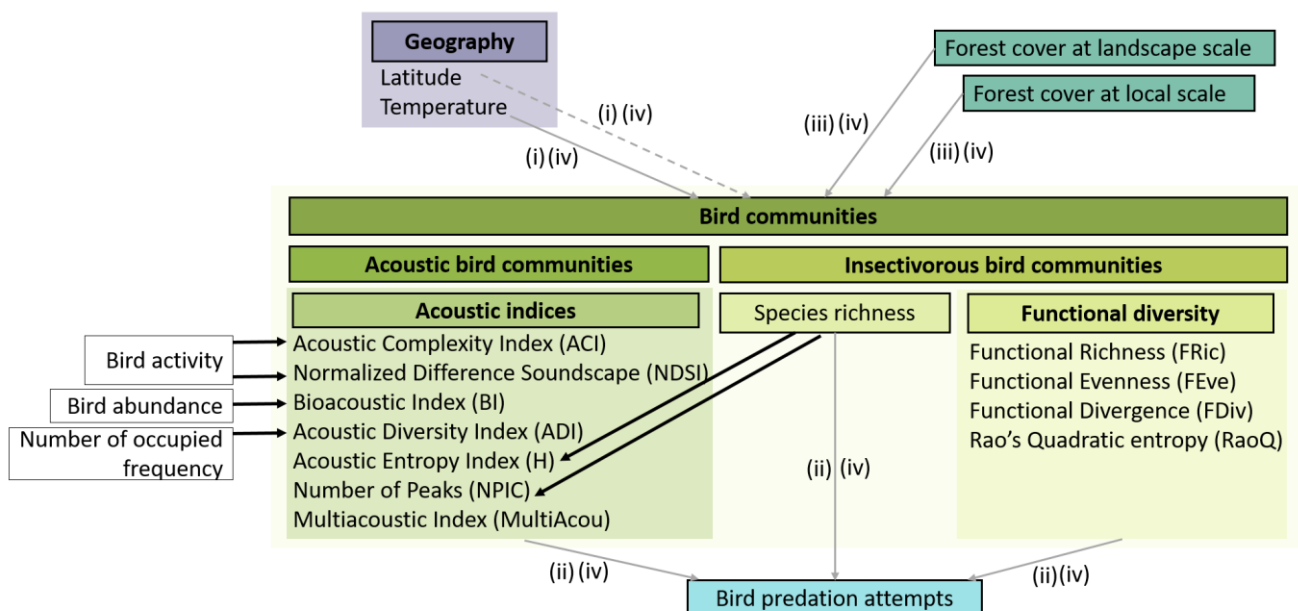 Geography
Latitude
Temperature
Forest cover at landscape scale
Forest cover at local scale
(i) (iv)
(i) (iv)
(iii) (iv)
(iii) (iv)
Bird communities
Acoustic bird communities
Insectivorous bird communities
Acoustic indices
Species richness
Functional diversity
Bird activity
Bird abundance
Number of occupied
frequency
Acoustic Complexity Index (ACI)
Normalized Difference Soundscape (NDSI)
Bioacoustic Index (BI)
Acoustic Diversity Index (ADI)
Acoustic Entropy Index (H)
Number of Peaks (NPIC)
Multiacoustic Index (MultiAcou)
Functional Richness (FRic)
Functional Evenness (FEve)
Functional Divergence (FDiv)
Rao's Quadratic entropy (RaoQ)
(ii) (iv)
(ii) (iv)
(ii) (iv)
Bird predation attempts